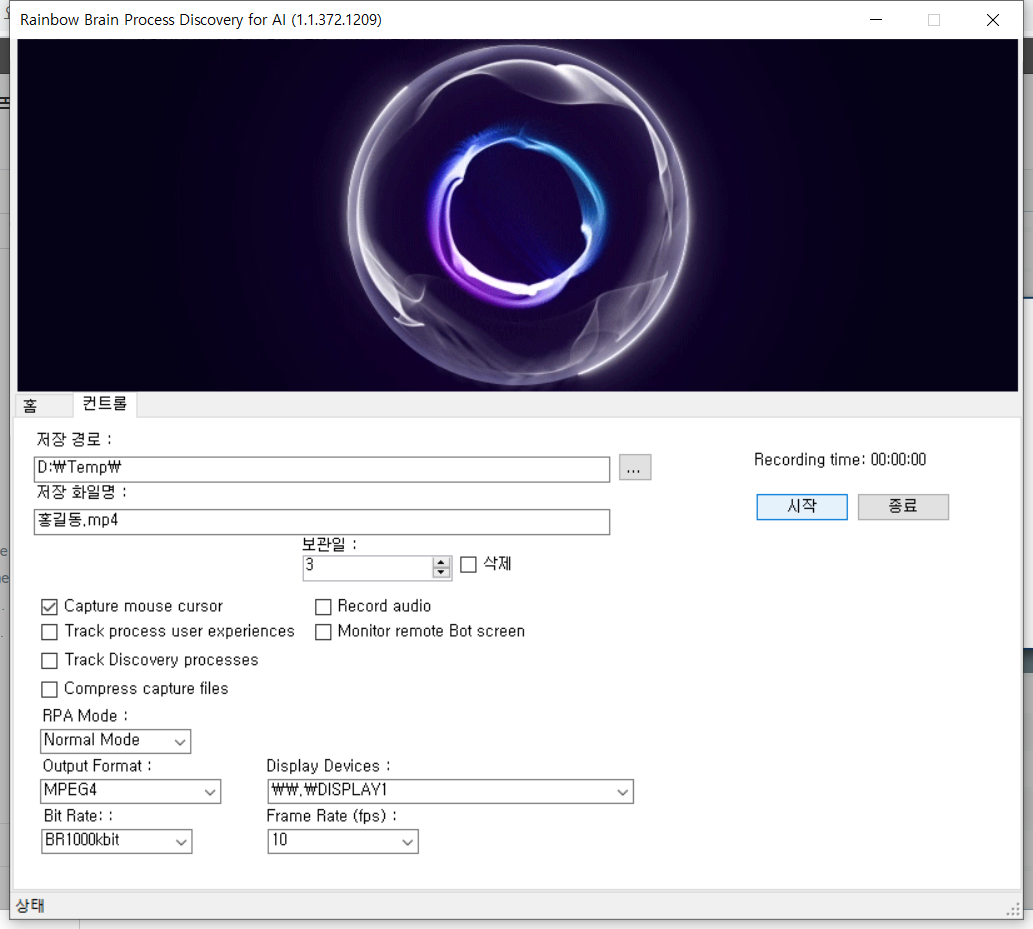 Rainbow Brain Process Discovery for AI (1.1.372.1209)
홈 컨트롤
저장 경로 :
D:₩Temp₩ ...
Recording time: 00:00:00
저장 화일명 :
홍길동.mp4
시작 종료
보관일 :
3 삭제
Capture mouse cursor Record audio
Track process user experiences Monitor remote Bot screen
Track Discovery processes
Compress capture files
RPA Mode :
Normal Mode
Output Format : Display Devices :
MPEG4 ₩₩.₩DISPLAY1
Bit Rate: : Frame Rate (fps) :
BR1000kbit 10
상태